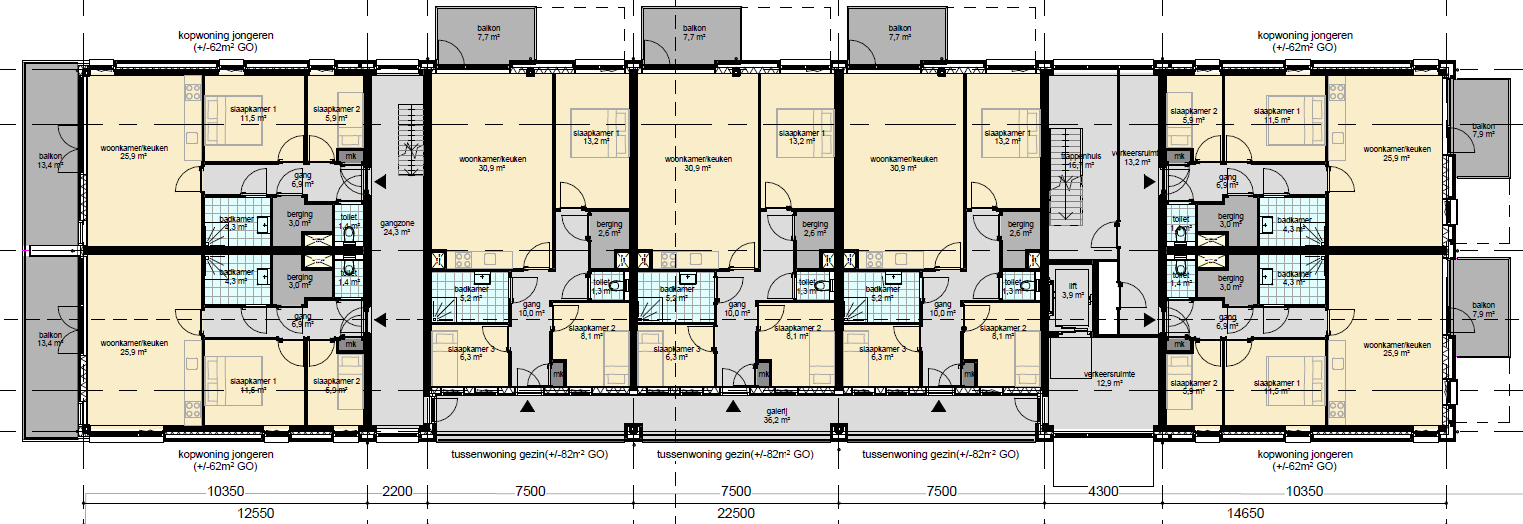 balkon
7,7 m²
balkon
7,7 m²
balkon
7,7 m²
kopwoning jongeren
(+/-62m² GO)
kopwoning jongeren
(+/-62m² GO)
balkon
13,4 m²
woonkamer/keuken
25,9 m²
slaapkamer 1
11,5 m²
slaapkamer 2
5,9 m²
mk
gang
6,9 m²
badkamer
4,3 m²
berging
3,0 m²
toilet
1,4 m²
gangzone
24,3 m²
woonkamer/keuken
30,9 m²
slaapkamer 1
13,2 m²
berging
2,6 m²
woonkamer/keuken
30,9 m²
slaapkamer 1
13,2 m²
berging
2,6 m²
woonkamer/keuken
30,9 m²
slaapkamer 1
13,2 m²
berging
2,6 m²
trappenhuis
16,7 m²
verkeersruimte
13,2 m²
slaapkamer 2
5,9 m²
slaapkamer 1
11,5 m²
mk
gang
6,9 m²
woonkamer/keuken
25,9 m²
balkon
7,9 m²
toilet
1,4 m²
berging
3,0 m²
badkamer
4,3 m²
balkon
13,4 m²
woonkamer/keuken
25,9 m²
badkamer
4,3 m²
berging
3,0 m²
toilet
1,4 m²
gang
6,9 m²
mk
slaapkamer 1
11,5 m²
slaapkamer 2
5,9 m²
badkamer
5,2 m²
gang
10,0 m²
toilet
1,3 m²
slaapkamer 3
6,3 m²
slaapkamer 2
8,1 m²
mk
badkamer
5,2 m²
gang
10,0 m²
toilet
1,3 m²
slaapkamer 3
6,3 m²
slaapkamer 2
8,1 m²
mk
badkamer
5,2 m²
gang
10,0 m²
toilet
1,3 m²
slaapkamer 3
6,3 m²
slaapkamer 2
8,1 m²
mk
lift
3,9 m²
verkeersruimte
12,9 m²
toilet
1,4 m²
berging
3,0 m²
badkamer
4,3 m²
gang
6,9 m²
mk
slaapkamer 2
5,9 m²
slaapkamer 1
11,5 m²
woonkamer/keuken
25,9 m²
balkon
7,9 m²
galerij
36,2 m²
kopwoning jongeren
(+/-62m² GO)
tussenwoning gezin(+/-82m² GO)
tussenwoning gezin(+/-82m² GO)
tussenwoning gezin(+/-82m² GO)
kopwoning jongeren
(+/-62m² GO)
10350 2200 7500 7500 7500 4300 10350
12550 22500 14650